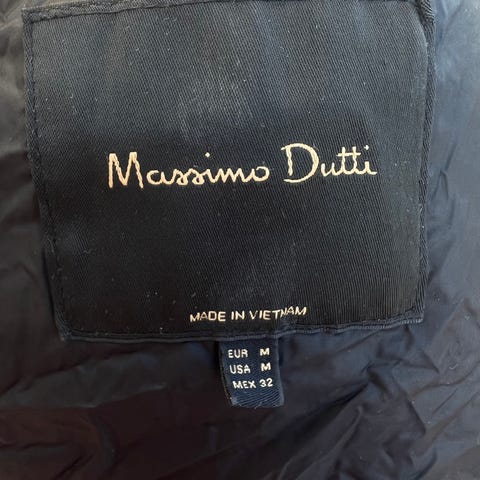 Massimo Dutti
MADE IN VIETNAM
EUR M
USA M
MEX 32